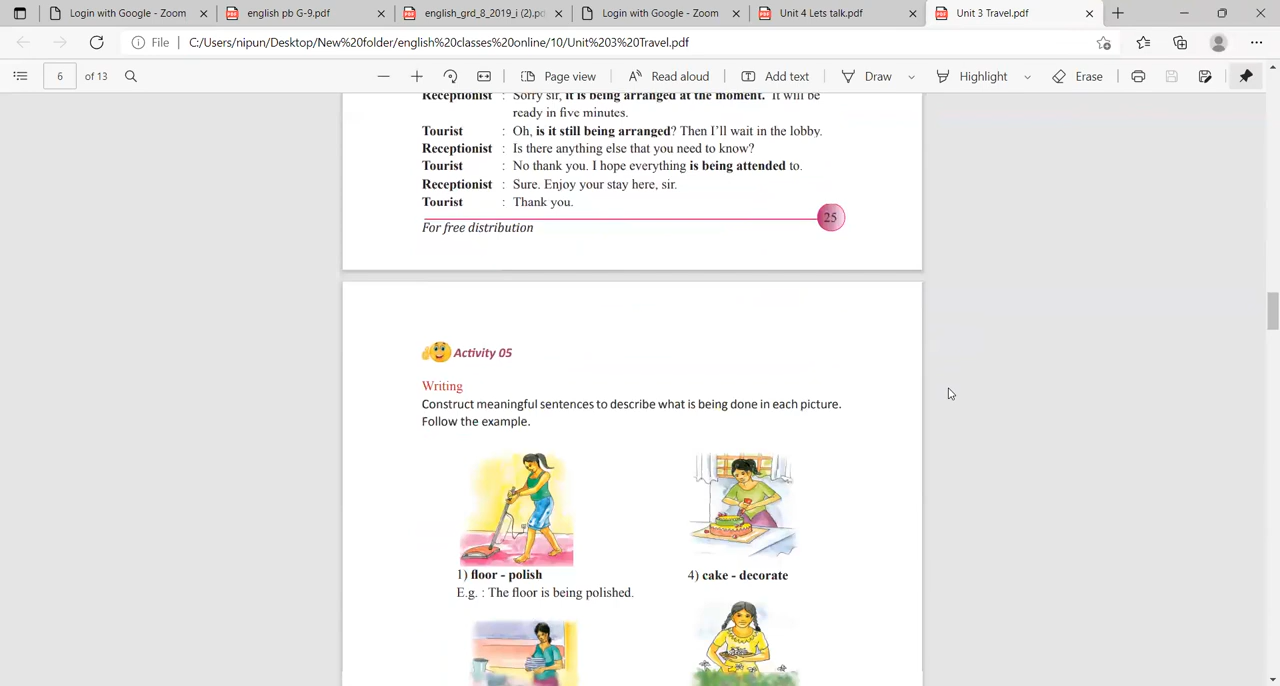 Login with Google - Zoom
english pb G-9.pdf
english_grd_8_2019_i (2).pd
Login with Google - Zoom
Unit 4 Lets talk.pdf
Unit 3 Travel.pdf
File
C:/Users/nipun/Desktop/New%20folder/english%20classes%20online/10/Unit%203%20Travel.pdf
6 of 13
Page view
Read aloud
Add text
Draw
Highlight
Erase
Receptionist : Sorry sir, it is being arranged at the moment. It will be
ready in five minutes.
Tourist : Oh, is it still being arranged? Then I'll wait in the lobby.
Receptionist : Is there anything else that you need to know?
Tourist : No thank you. I hope everything is being attended to.
Receptionist : Sure. Enjoy your stay here, sir.
Tourist : Thank you.
25
For free distribution
Activity 05
Writing
Construct meaningful sentences to describe what is being done in each picture.
Follow the example.
1) floor - polish
E.g. : The floor is being polished.
4) cake - decorate